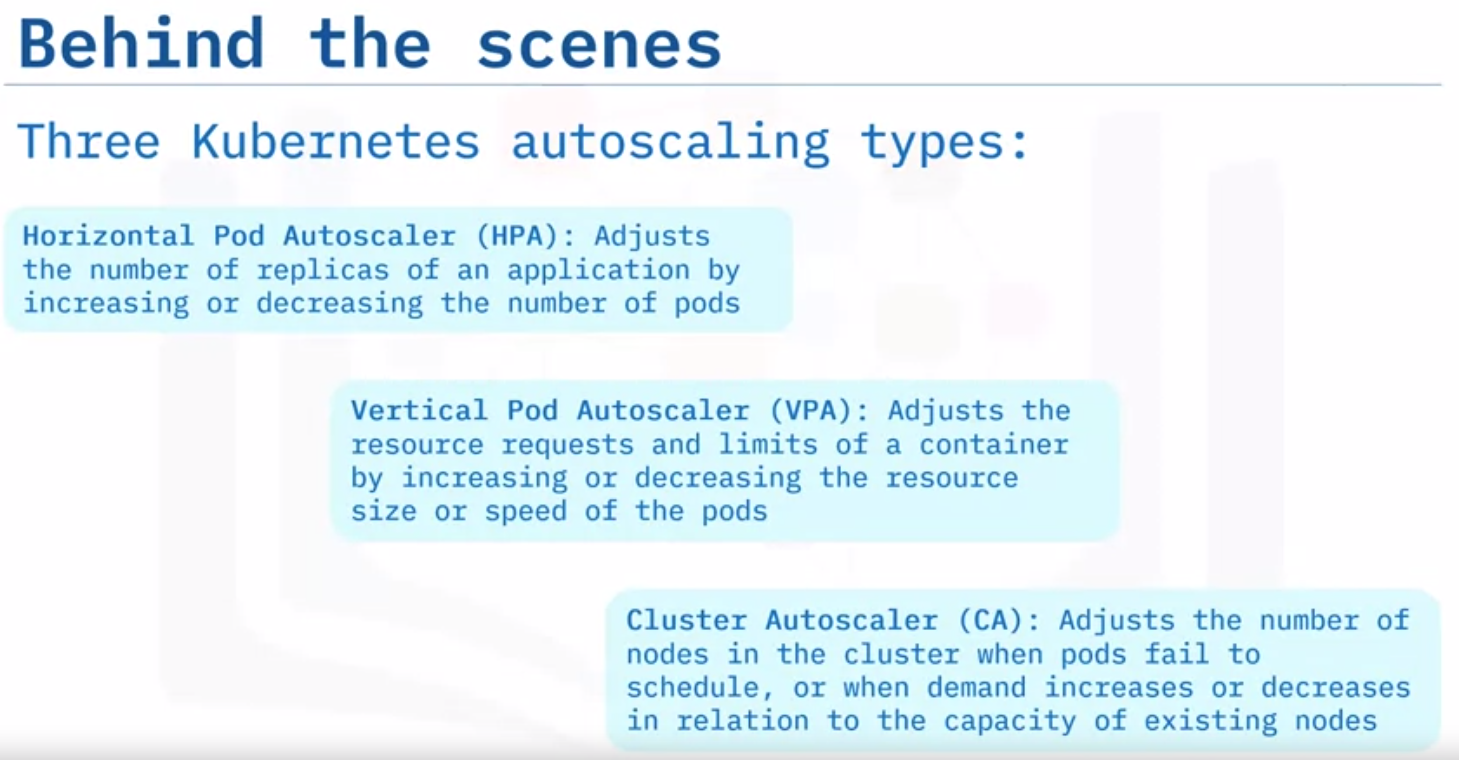 Behind the scenes
Three Kubernetes autoscaling types:
Horizontal Pod Autoscaler (HPA): Adjusts
the number of replicas of an application by
increasing or decreasing the number of pods
Vertical Pod Autoscaler (VPA): Adjusts the
resource requests and limits of a container
by increasing or decreasing the resource
size or speed of the pods
Cluster Autoscaler (CA): Adjusts the number of
nodes in the cluster when pods fail to
schedule, or when demand increases or decreases
in relation to the capacity of existing nodes